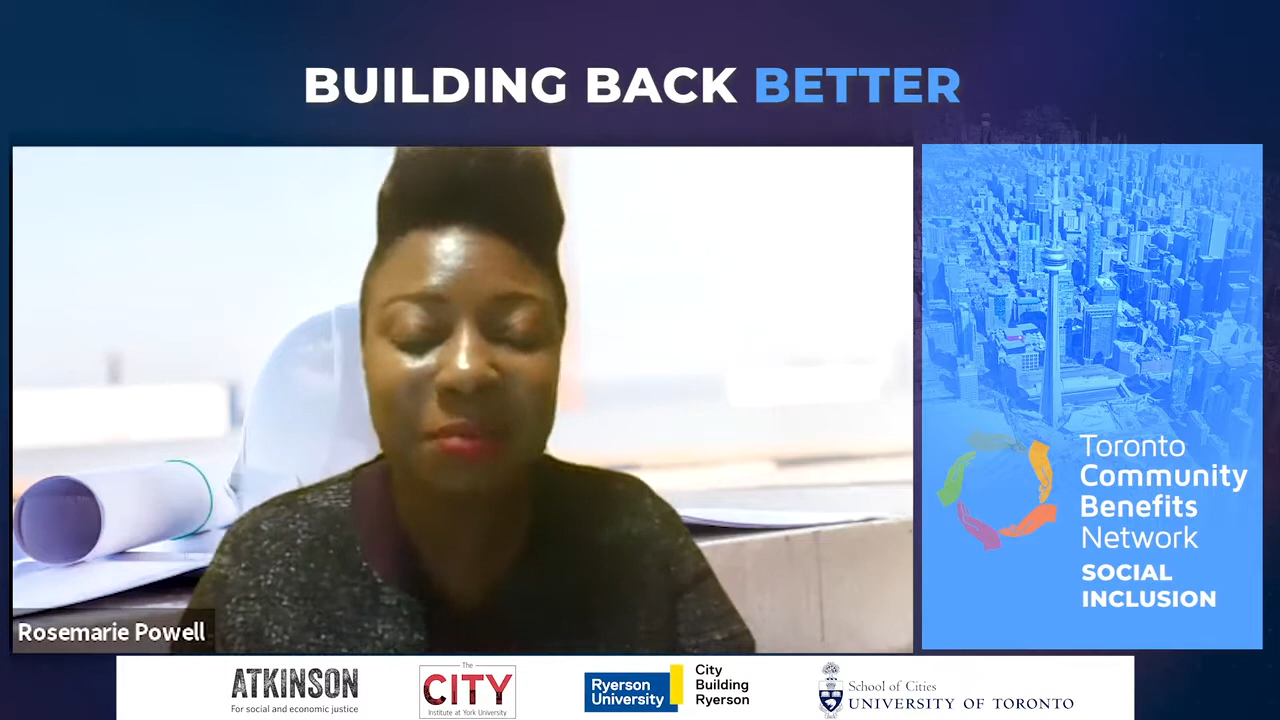 BUILDING BACK BETTER
Toronto
Community
Benefits
Network
SOCIAL
INCLUSION
Rosemarie Powell
ATKINSON
For social and economic justice
The
CITY
Institute at York University
Ryerson
University
City
Building
Ryerson
School of Cities
UNIVERSITY OF TORONTO